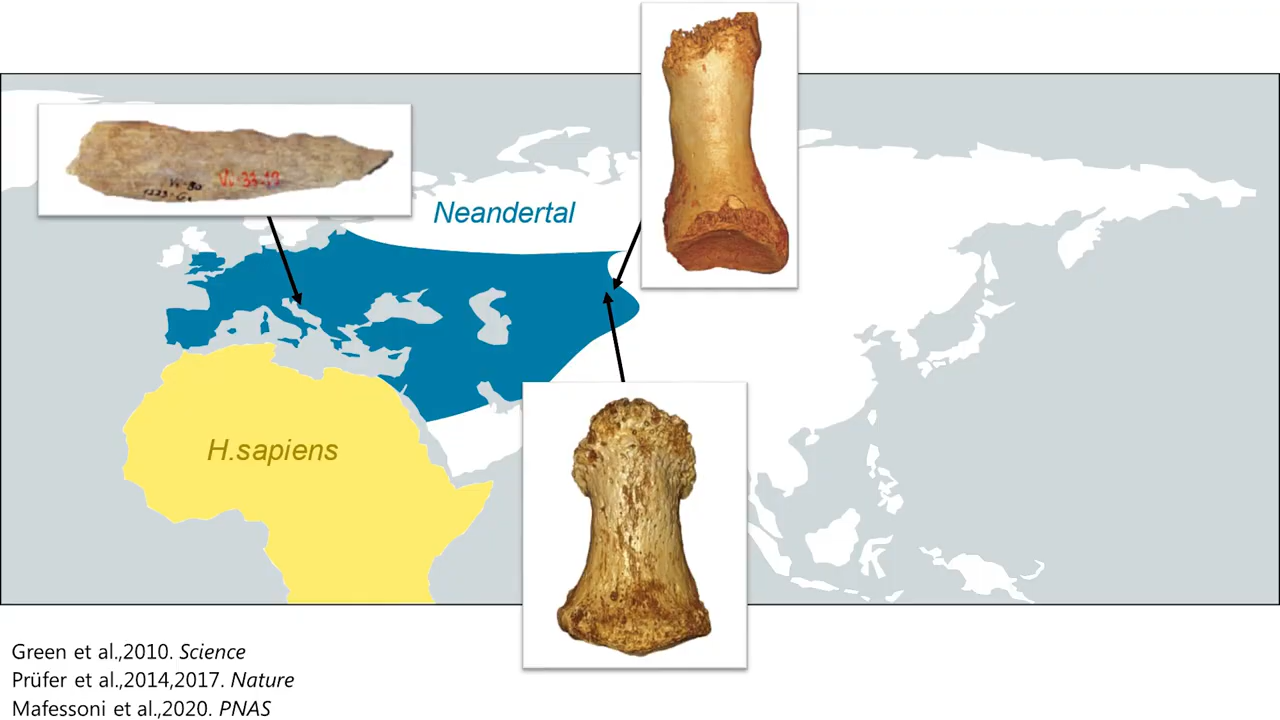 Neandertal
H.sapiens
Green et al.,2010. Science
Prüfer et al.,2014,2017. Nature
Mafessoni et al.,2020. PNAS